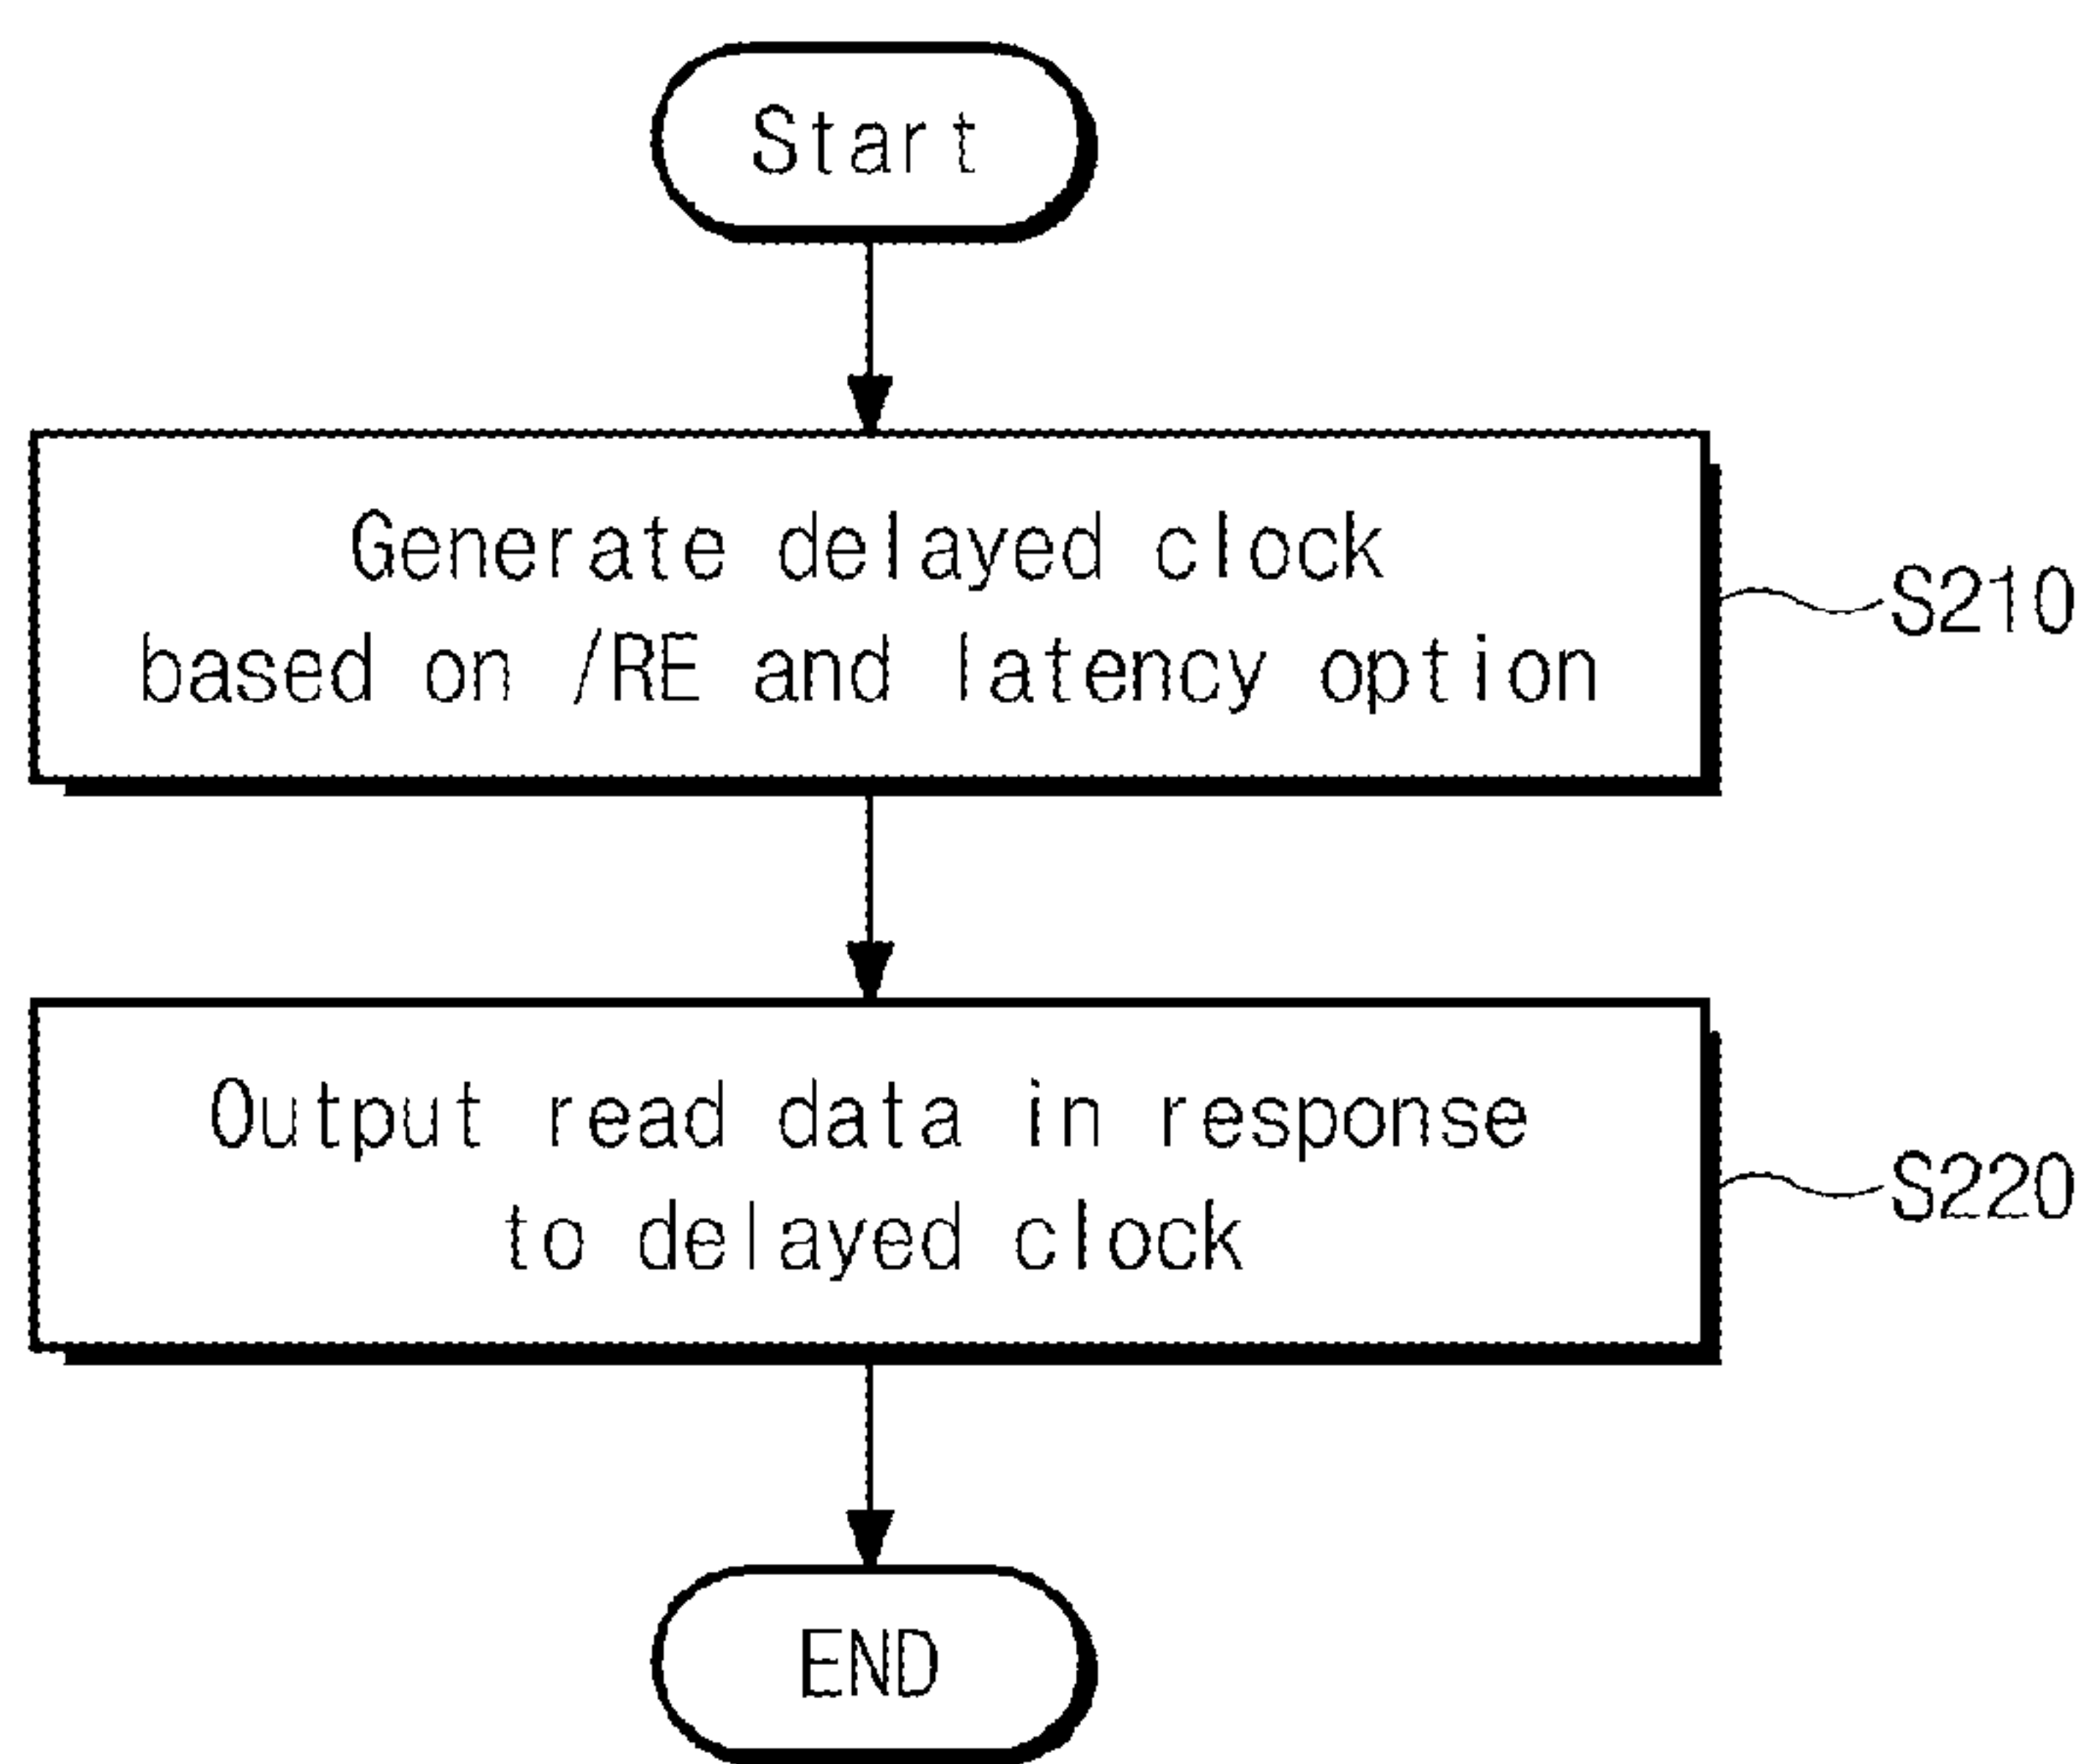 Start
Generate delayed clock
based on /RE and latency option
S210
Output read data in response
to delayed clock
S220
END